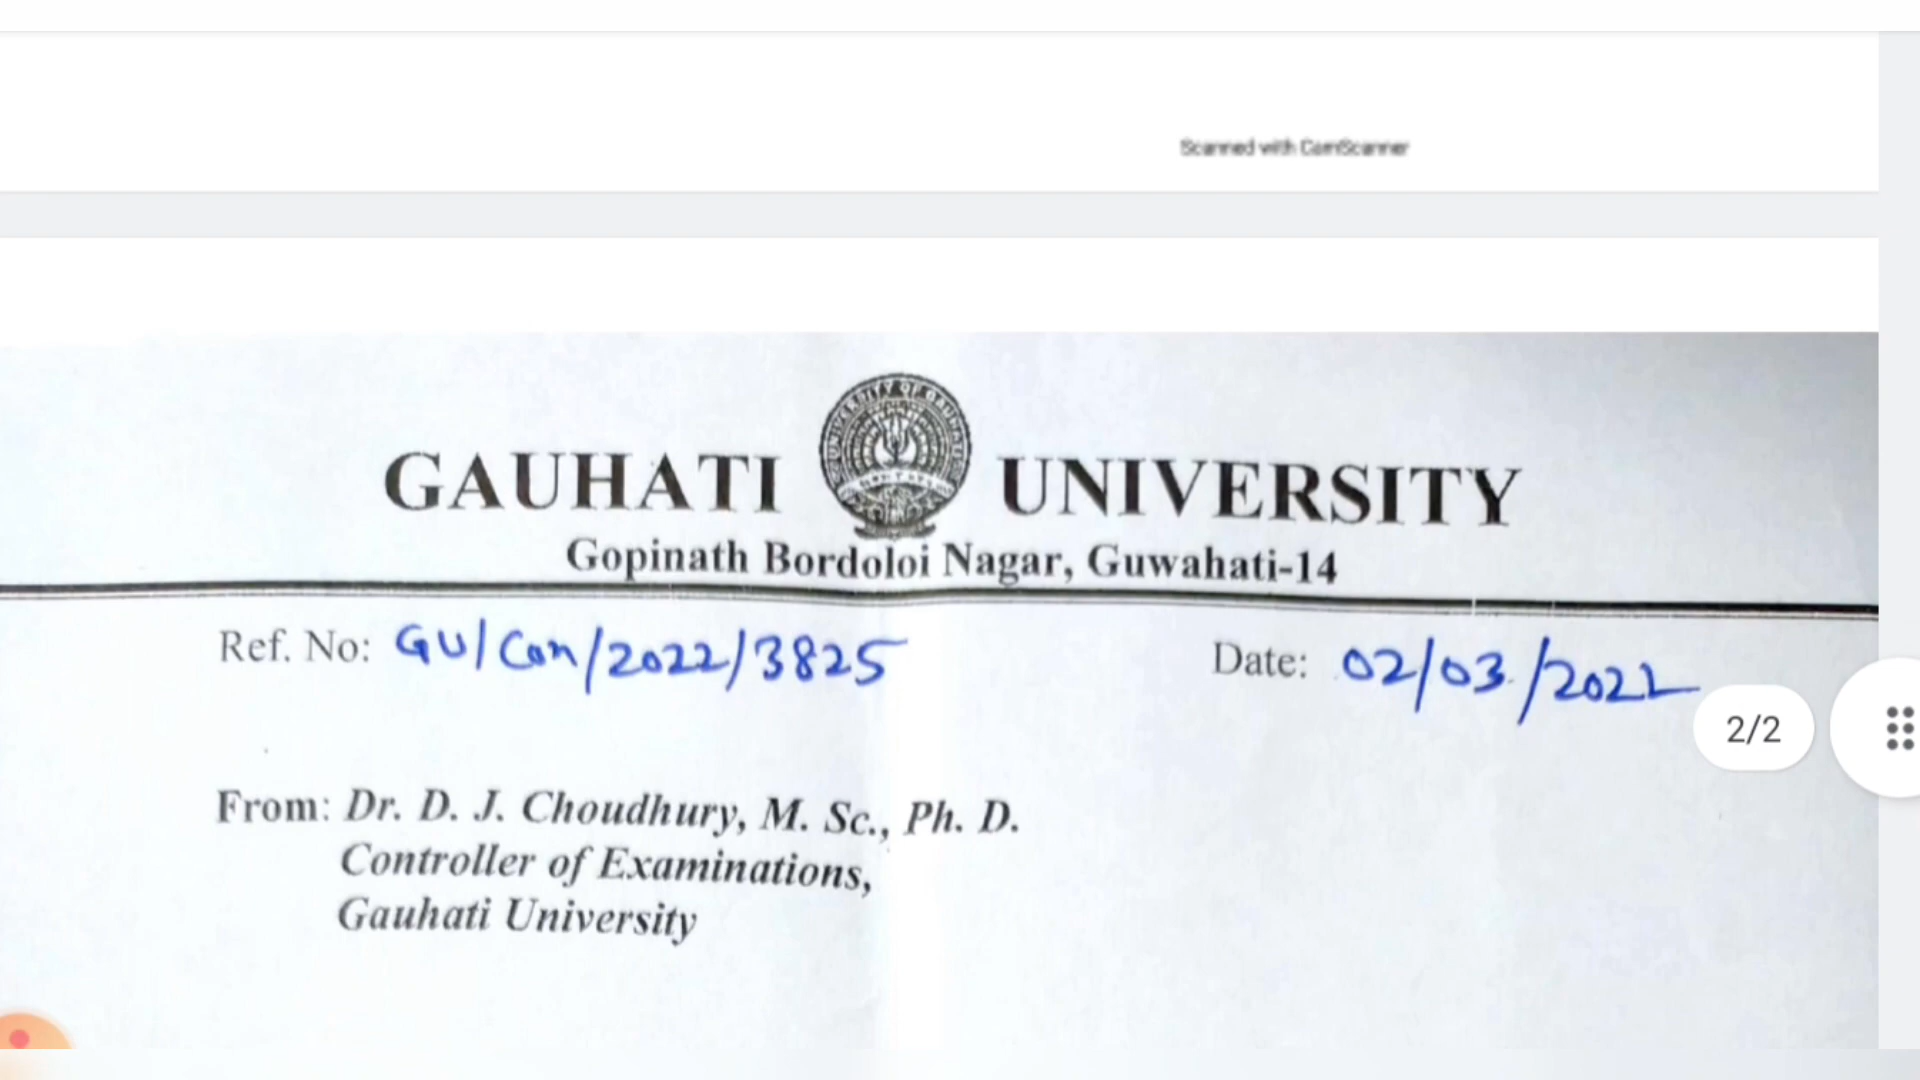 Scanned with CamScanner
GAUHATI UNIVERSITY
Gopinath Bordoloi Nagar, Guwahati-14
Ref. No: GU/Con/2022/3825 Date: 02/03/2022
2/2
From: Dr. D. J. Choudhury, M. Sc., Ph. D.
Controller of Examinations,
Gauhati University